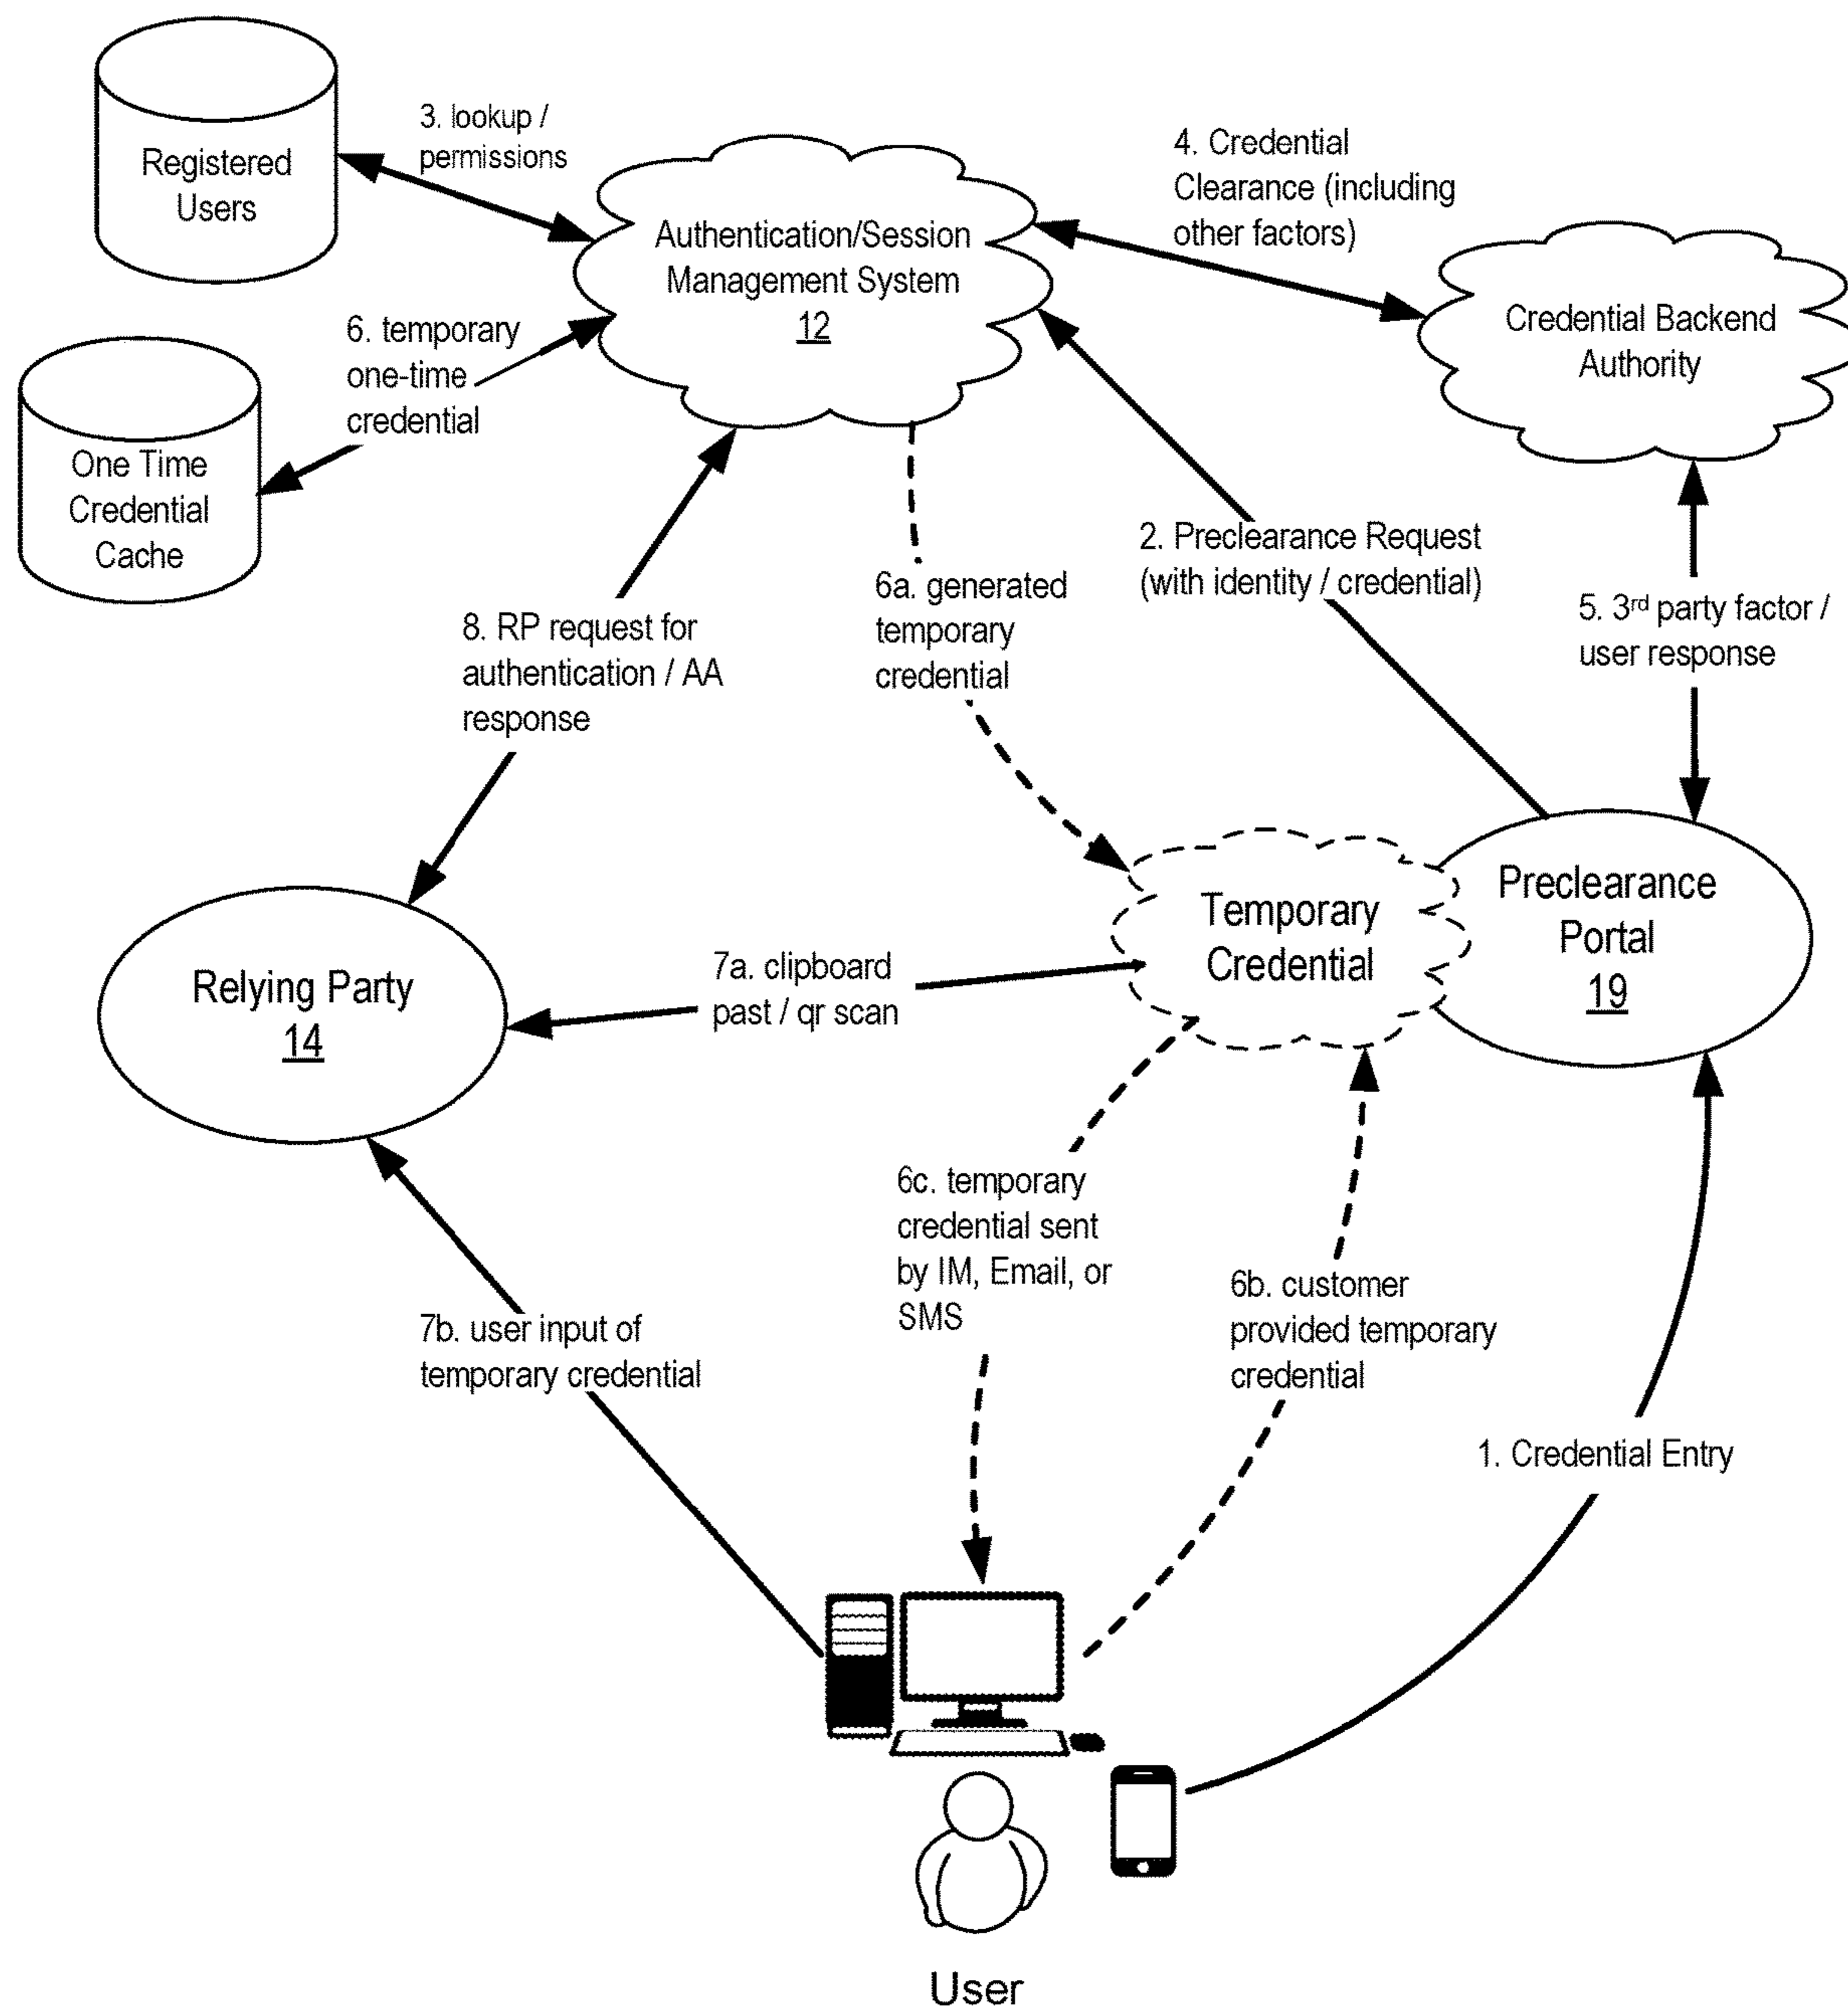 3. lookup /
permissions
Registered
Users
4. Credential
Clearance (including
other factors)
Authentication/Session
Management System
12
Credential Backend
Authority
6. temporary
one-time
credential
One Time
Credential
Cache
2. Preclearance Request
(with identity / credential)
6a. generated
temporary
credential
5. 3rd party factor /
user response
8. RP request for
authentication / AA
response
Temporary
Credential
Preclearance
Portal
19
Relying Party
14
7a. clipboard
past / qr scan
6c. temporary
credential sent
by IM, Email, or
SMS
6b. customer
provided temporary
credential
7b. user input of
temporary credential
1. Credential Entry
User